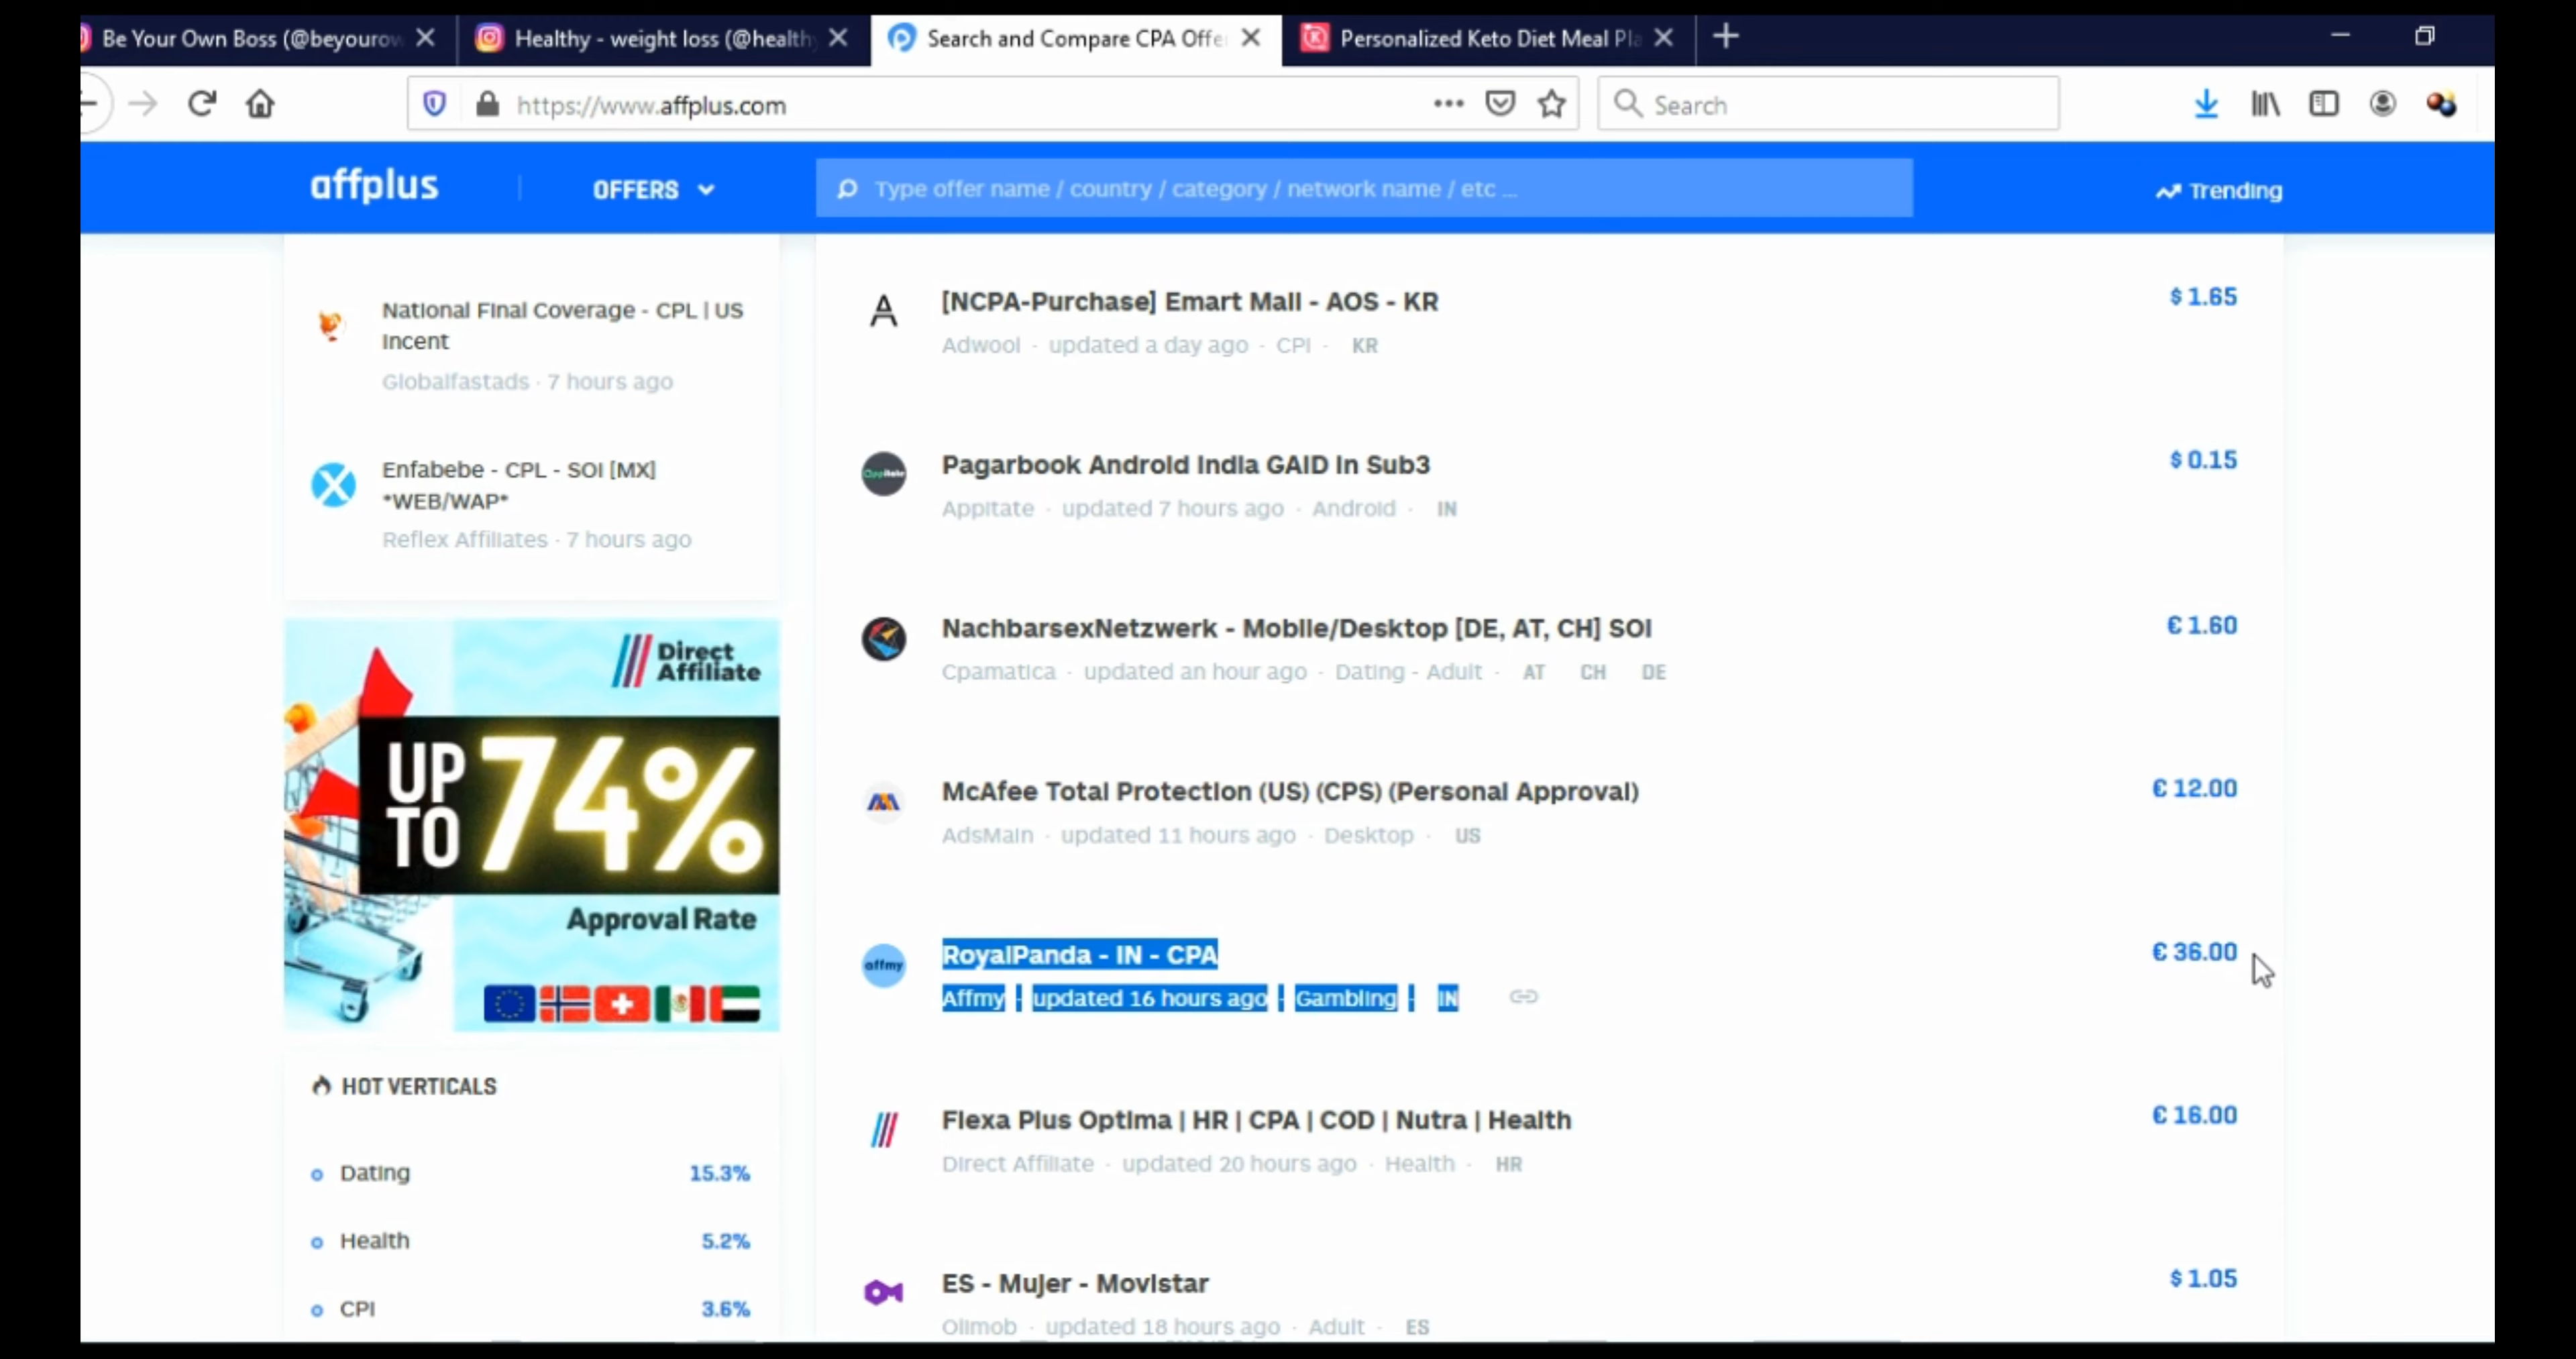 Be Your Own Boss (@beyourow
Healthy - weight loss (@health
Search and Compare CPA Offe
Personalized Keto Diet Meal Pla
https://www.affplus.com
Search
affplus
OFFERS
Type offer name / country / category / network name / etc ...
Trending
National Final Coverage - CPL | US
Incent
Globalfastads · 7 hours ago
Enfabebe - CPL - SOI [MX]
*WEB/WAP*
Reflex Affiliates · 7 hours ago
Direct
Affiliate
UP
TO
74%
Approval Rate
HOT VERTICALS
Dating 15.3%
Health 5.2%
CPI 3.6%
[NCPA-Purchase] Emart Mall - AOS - KR
$ 1.65
Adwool · updated a day ago · CPI · KR
Appitate
Pagarbook Android India GAID In Sub3
$ 0.15
Appitate · updated 7 hours ago · Android · IN
NachbarsexNetzwerk - Mobile/Desktop [DE, AT, CH] SOI
€ 1.60
Cpamatica · updated an hour ago · Dating - Adult · AT CH DE
McAfee Total Protection (US) (CPS) (Personal Approval)
€ 12.00
AdsMain · updated 11 hours ago · Desktop · US
affmy
RoyalPanda - IN - CPA
€ 36.00
Affmy · updated 16 hours ago · Gambling · IN
Flexa Plus Optima | HR | CPA | COD | Nutra | Health
€ 16.00
Direct Affiliate · updated 20 hours ago · Health · HR
ES - Mujer - Movistar
$ 1.05
Olimob · updated 18 hours ago · Adult · ES